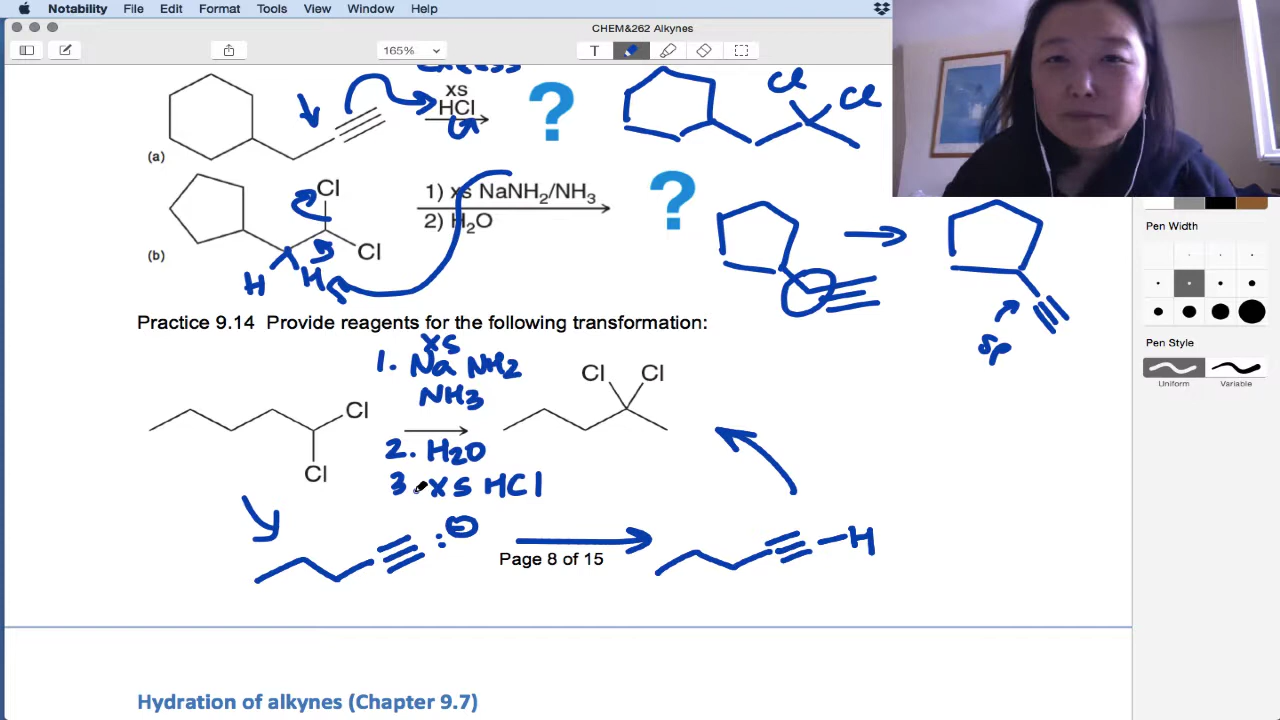 Notability File Edit Format Tools View Window Help
CHEM&262 Alkynes
165%
T
excess
xs
HCl
?
Cl
Cl
(a)
Cl
Cl
H
H
1) xs NaNH2/NH3
2) H2O
?
(b)
sp
Pen Width
Pen Style
Uniform Variable
Practice 9.14 Provide reagents for the following transformation:
xs
1. Na NH2
NH3
Cl
Cl
Cl Cl
2. H2O
3. xs HCl
: ⊖
H
Page 8 of 15
Hydration of alkynes (Chapter 9.7)